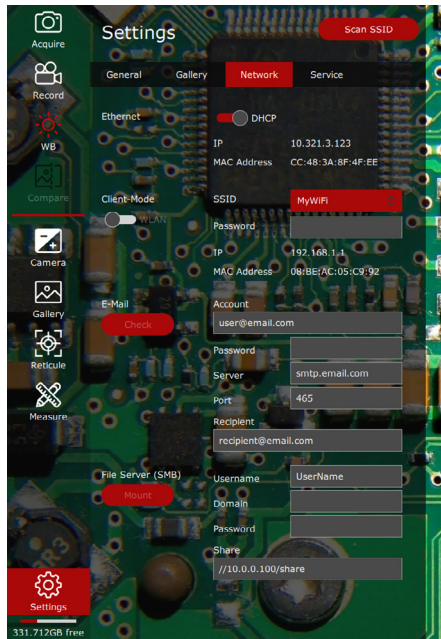 Acquire
Record
WB
Compare
Camera
Gallery
Reticule
Measure
Settings
331.712GB free
Settings
Scan SSID
General Gallery Network Service
Ethernet DHCP
IP 10.321.3.123
MAC Address CC:48:3A:8F:4F:EE
Client-Mode SSID MyWiFi
WLAN
Password
IP 192.168.1.1
MAC Address 08:BE:AC:05:C9:92
E-Mail Account
Check user@email.com
Password
Server smtp.email.com
Port 465
Recipient
recipient@email.com
File Server (SMB) Username UserName
Mount
Domain
Password
Share
//10.0.0.100/share